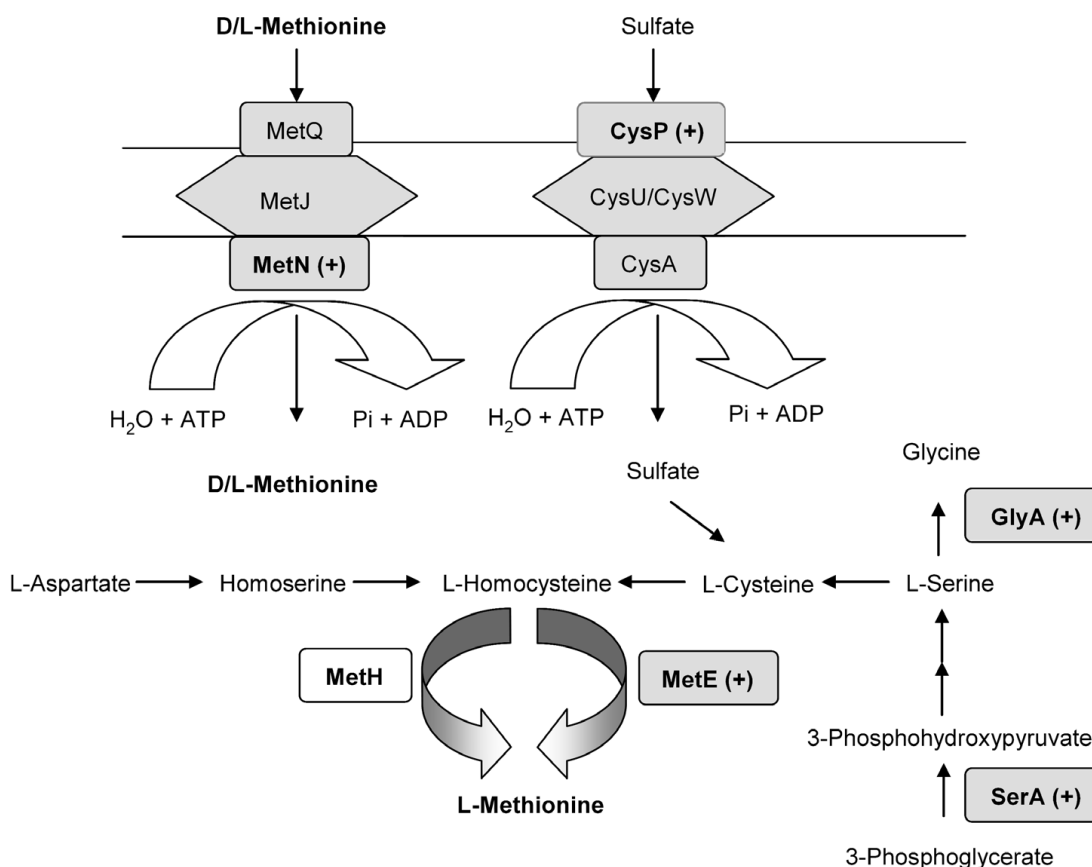 D/L-Methionine
Sulfate
MetQ
CysP (+)
MetJ
CysU/CysW
MetN (+)
CysA
H₂O + ATP
Pi + ADP
H₂O + ATP
Pi + ADP
D/L-Methionine
Sulfate
Glycine
GlyA (+)
L-Aspartate
Homoserine
L-Homocysteine
L-Cysteine
L-Serine
MetH
MetE (+)
3-Phosphohydroxypyruvate
L-Methionine
SerA (+)
3-Phosphoglycerate